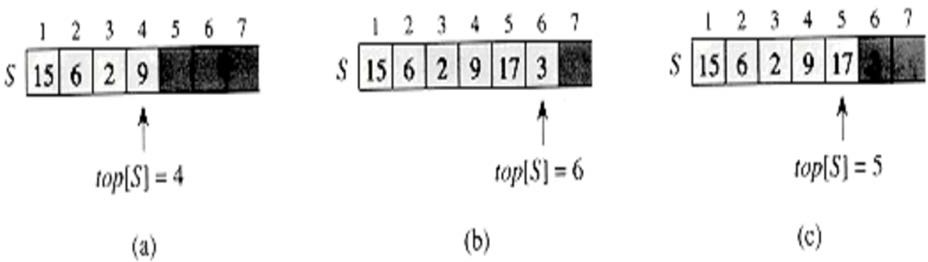 1 2 3 4 5 6 7
S 15 6 2 9
top[S] = 4
(a)
1 2 3 4 5 6 7
S 15 6 2 9 17 3
top[S] = 6
(b)
1 2 3 4 5 6 7
S 15 6 2 9 17
top[S] = 5
(c)